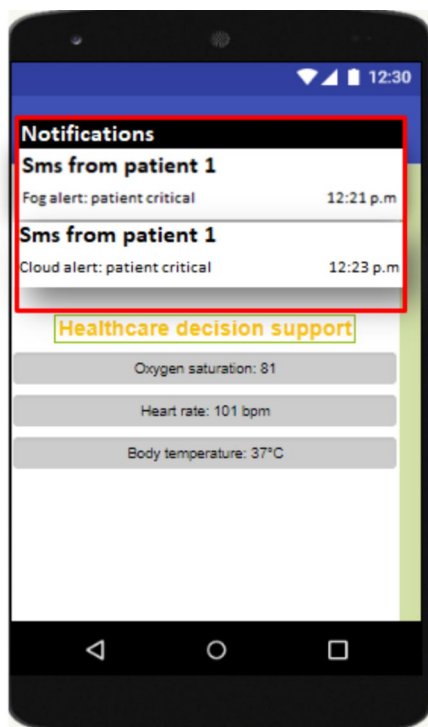 12:30
Notifications
Sms from patient 1
Fog alert: patient critical 12:21 p.m
Sms from patient 1
Cloud alert: patient critical 12:23 p.m
Healthcare decision support
Oxygen saturation: 81
Heart rate: 101 bpm
Body temperature: 37°C